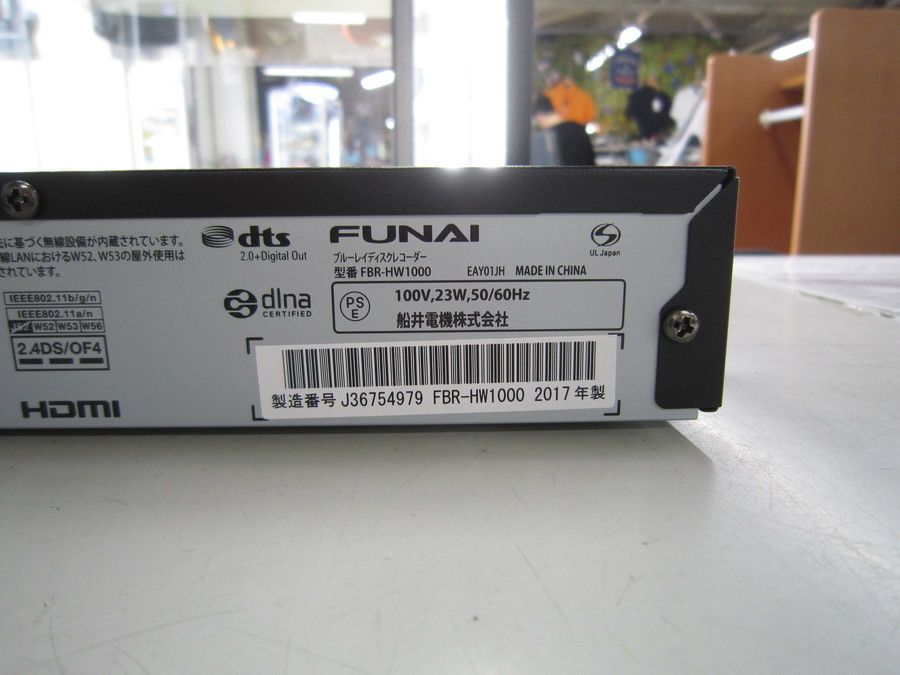 に基づく無線設備が内蔵されています。
線LANにおけるW52、W53の屋外使用は
されています。
IEEE802.11b/g/n
IEEE802.11a/n
J52 W52 W53 W56
2.4DS/OF4
HDMI
dts
2.0+Digital Out
dlna
CERTIFIED
FUNAI
ブルーレイディスクレコーダー
型番 FBR-HW1000 EAY01JH MADE IN CHINA
S
UL Japan
PS
E
100V,23W,50/60Hz
船井電機株式会社
製造番号 J36754979 FBR-HW1000 2017年製